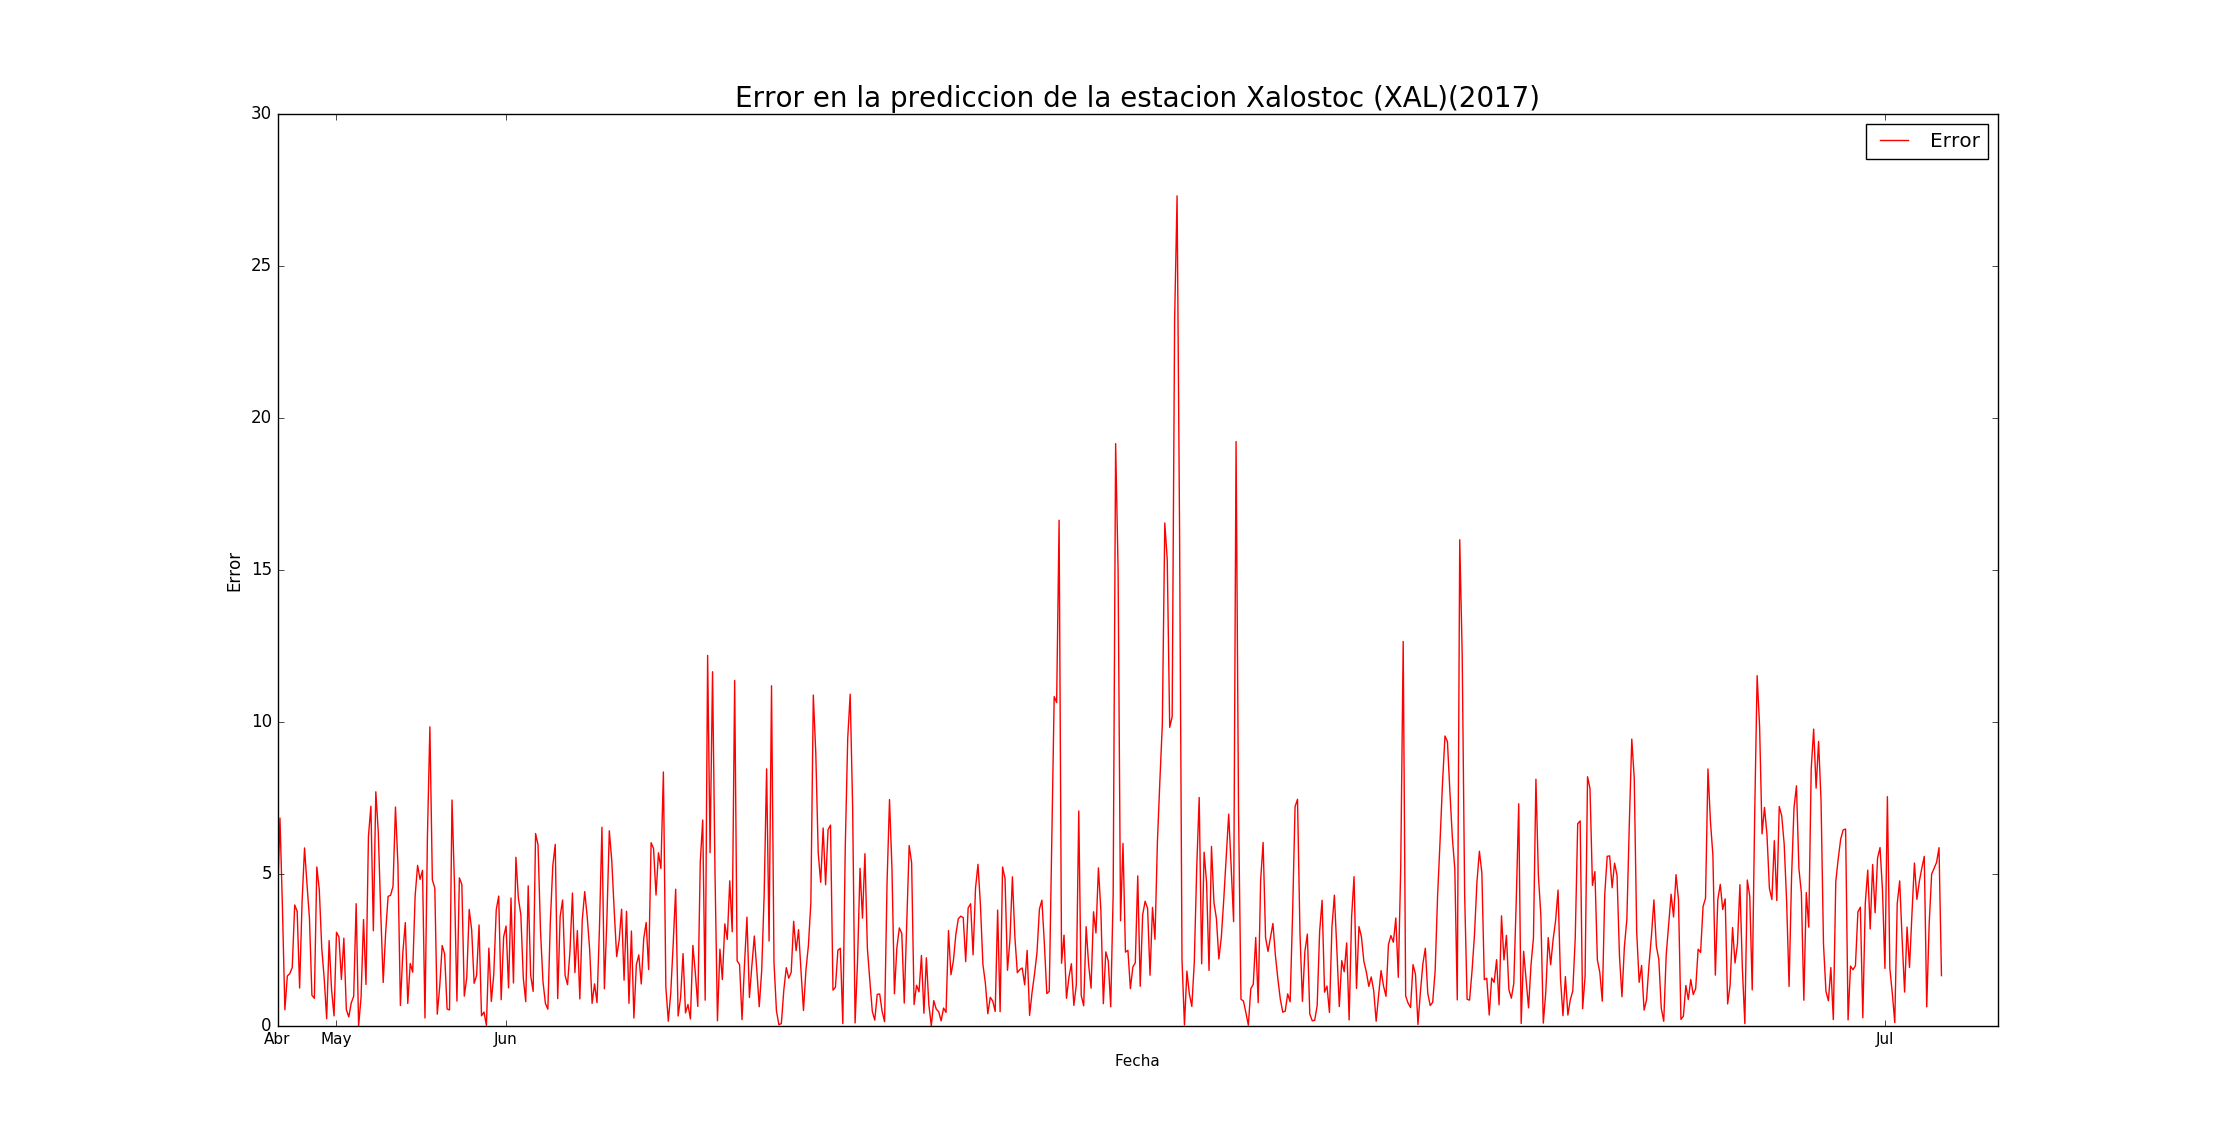 Error en la prediccion de la estacion Xalostoc (XAL)(2017)
30
Error
25
20
15
Error
10
5
0
Abr May Jun Jul
Fecha